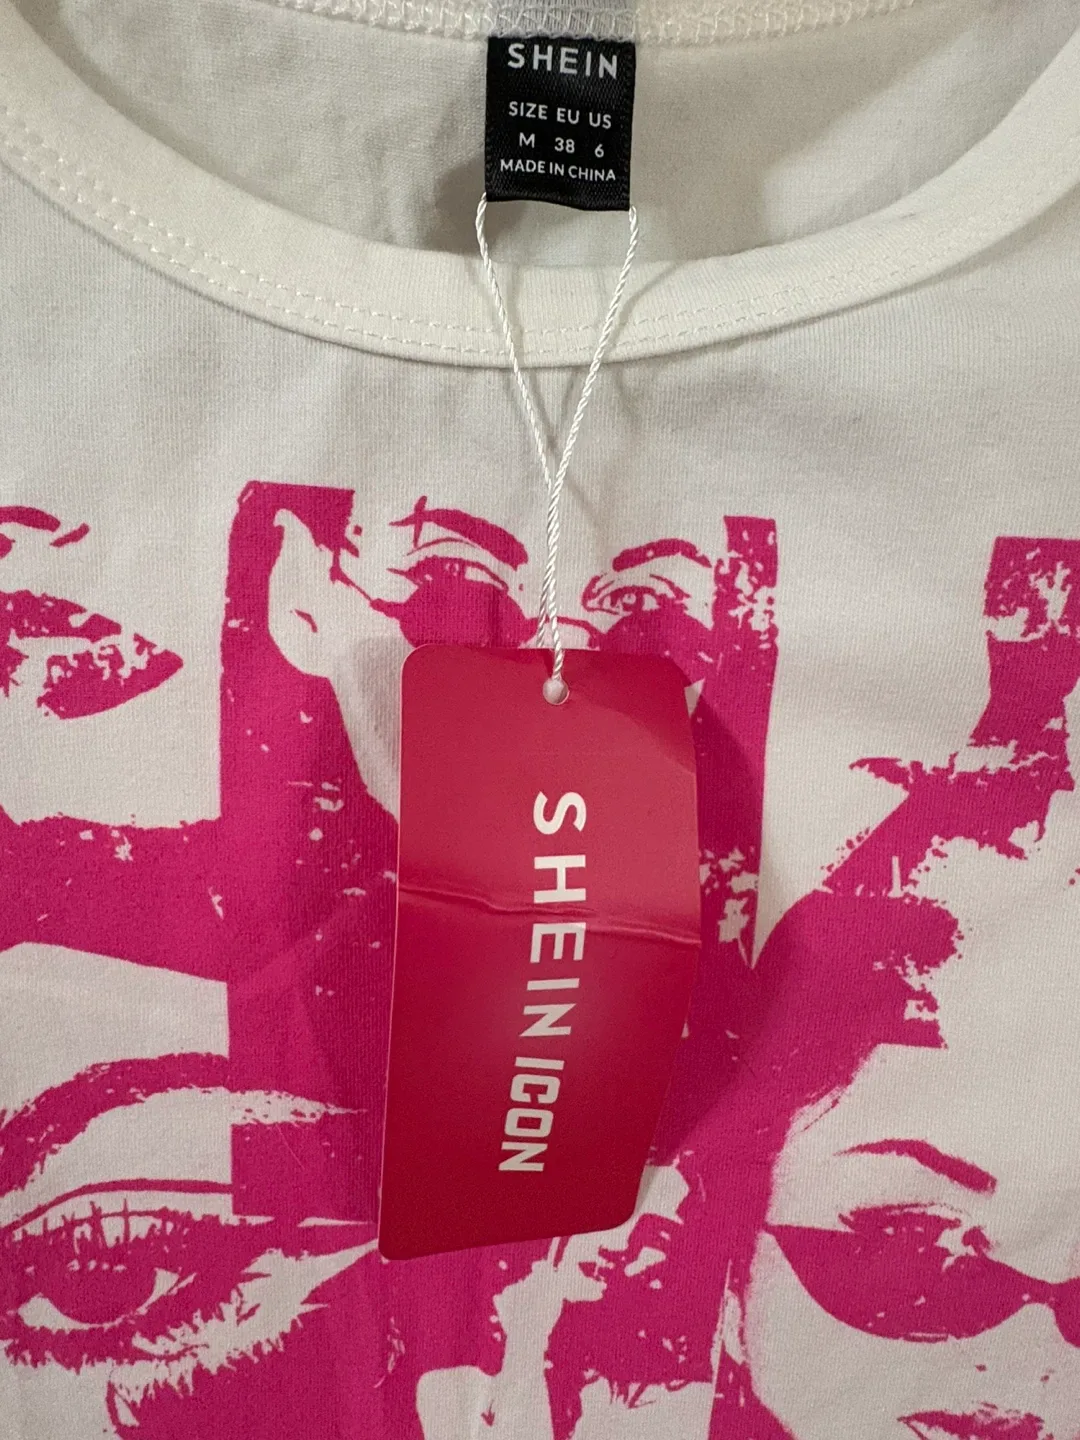 SHEIN
SIZE EU US
M 38 6
MADE IN CHINA
SHEIN ICON